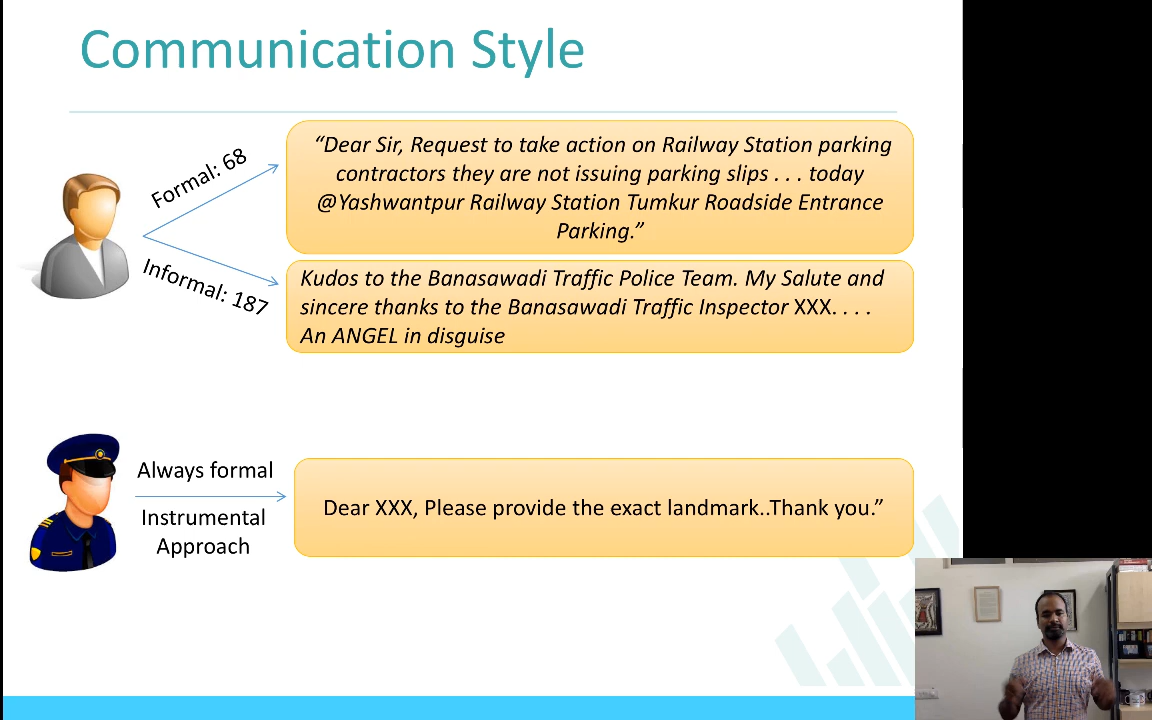 Communication Style
Formal: 68
“Dear Sir, Request to take action on Railway Station parking
contractors they are not issuing parking slips . . . today
@Yashwantpur Railway Station Tumkur Roadside Entrance
Parking.”
Informal: 187
Kudos to the Banasawadi Traffic Police Team. My Salute and
sincere thanks to the Banasawadi Traffic Inspector XXX. . . .
An ANGEL in disguise
Always formal
Instrumental
Approach
Dear XXX, Please provide the exact landmark..Thank you.”